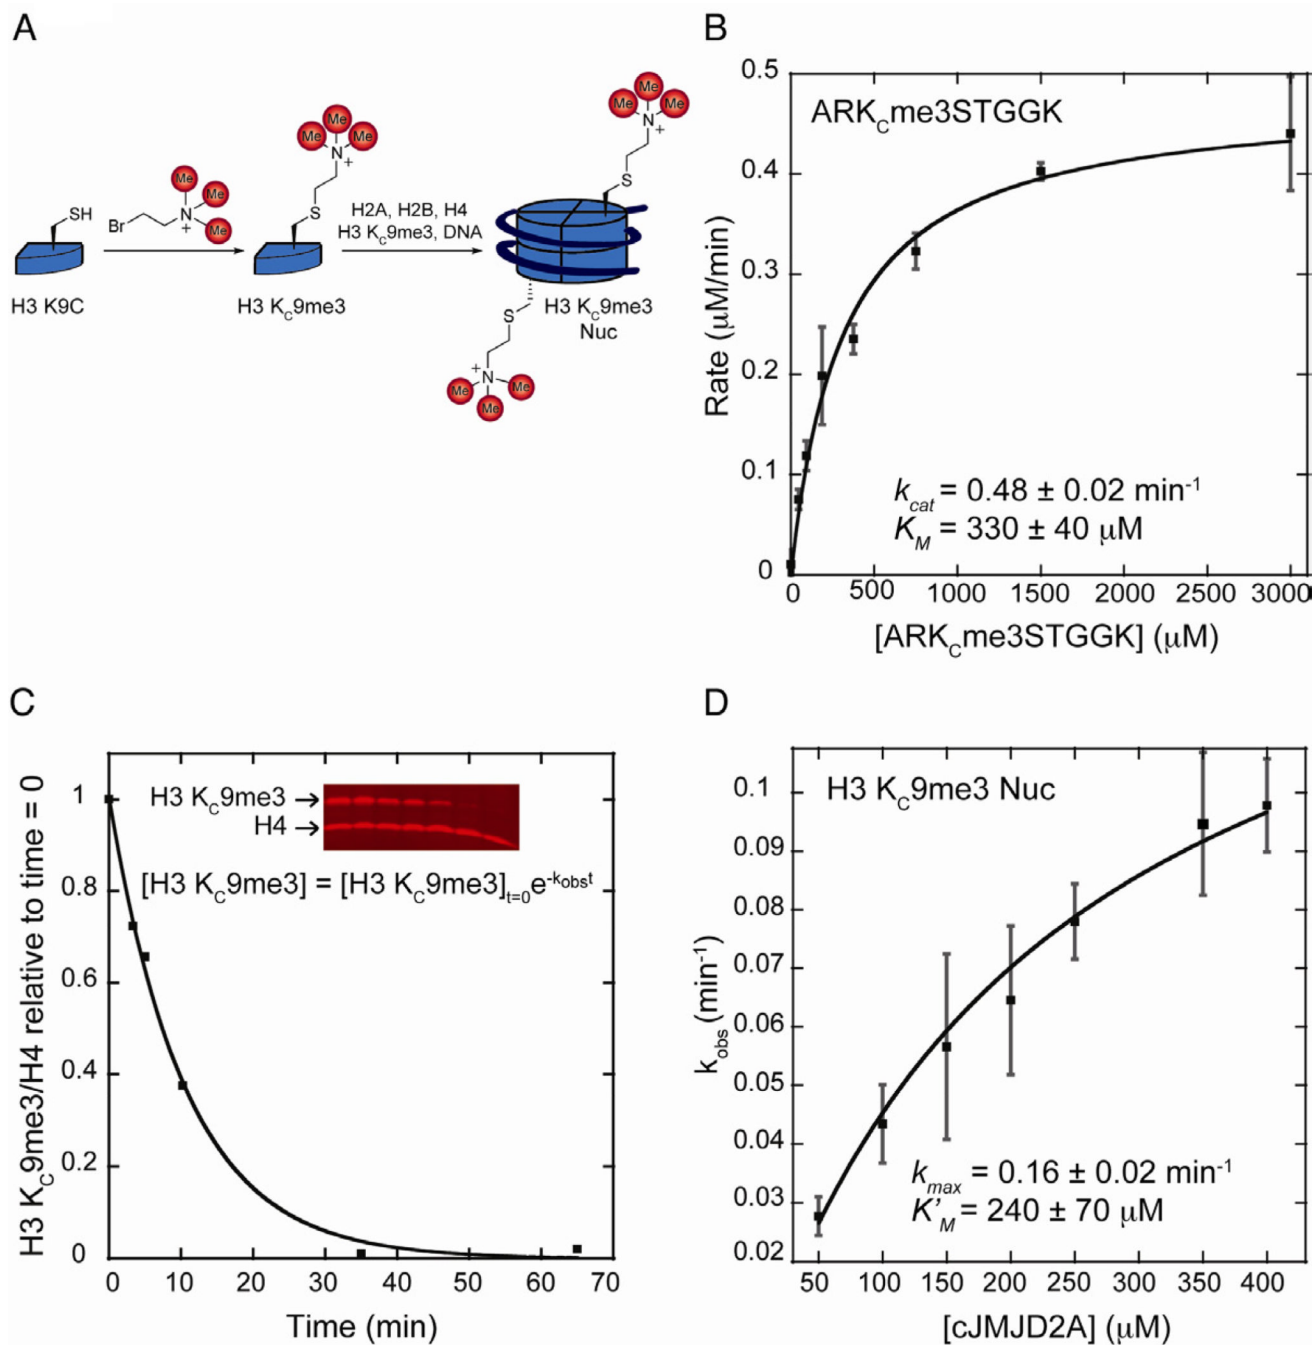 A
Me
Me
Me
N
+
S
Me
Me
Me
N
+
Br
SH
H3 K9C
Me
Me
Me
N
+
S
H3 KC9me3
H2A, H2B, H4
H3 KC9me3, DNA
H3 KC9me3
Nuc
S
+
N
Me
Me
Me
B
ARKCme3STGGK
Rate (μM/min)
0.5
0.4
0.3
0.2
0.1
0
kcat = 0.48 ± 0.02 min-1
KM = 330 ± 40 μM
0 500 1000 1500 2000 2500 3000
[ARKCme3STGGK] (μM)
C
H3 KC9me3/H4 relative to time = 0
1
0.8
0.6
0.4
0.2
0
H3 KC9me3 →
H4 →
[H3 KC9me3] = [H3 KC9me3]t=0e-kobst
0 10 20 30 40 50 60 70
Time (min)
D
H3 KC9me3 Nuc
kobs (min-1)
0.1
0.09
0.08
0.07
0.06
0.05
0.04
0.03
0.02
kmax = 0.16 ± 0.02 min-1
K'M = 240 ± 70 μM
50 100 150 200 250 300 350 400
[cJMJD2A] (μM)